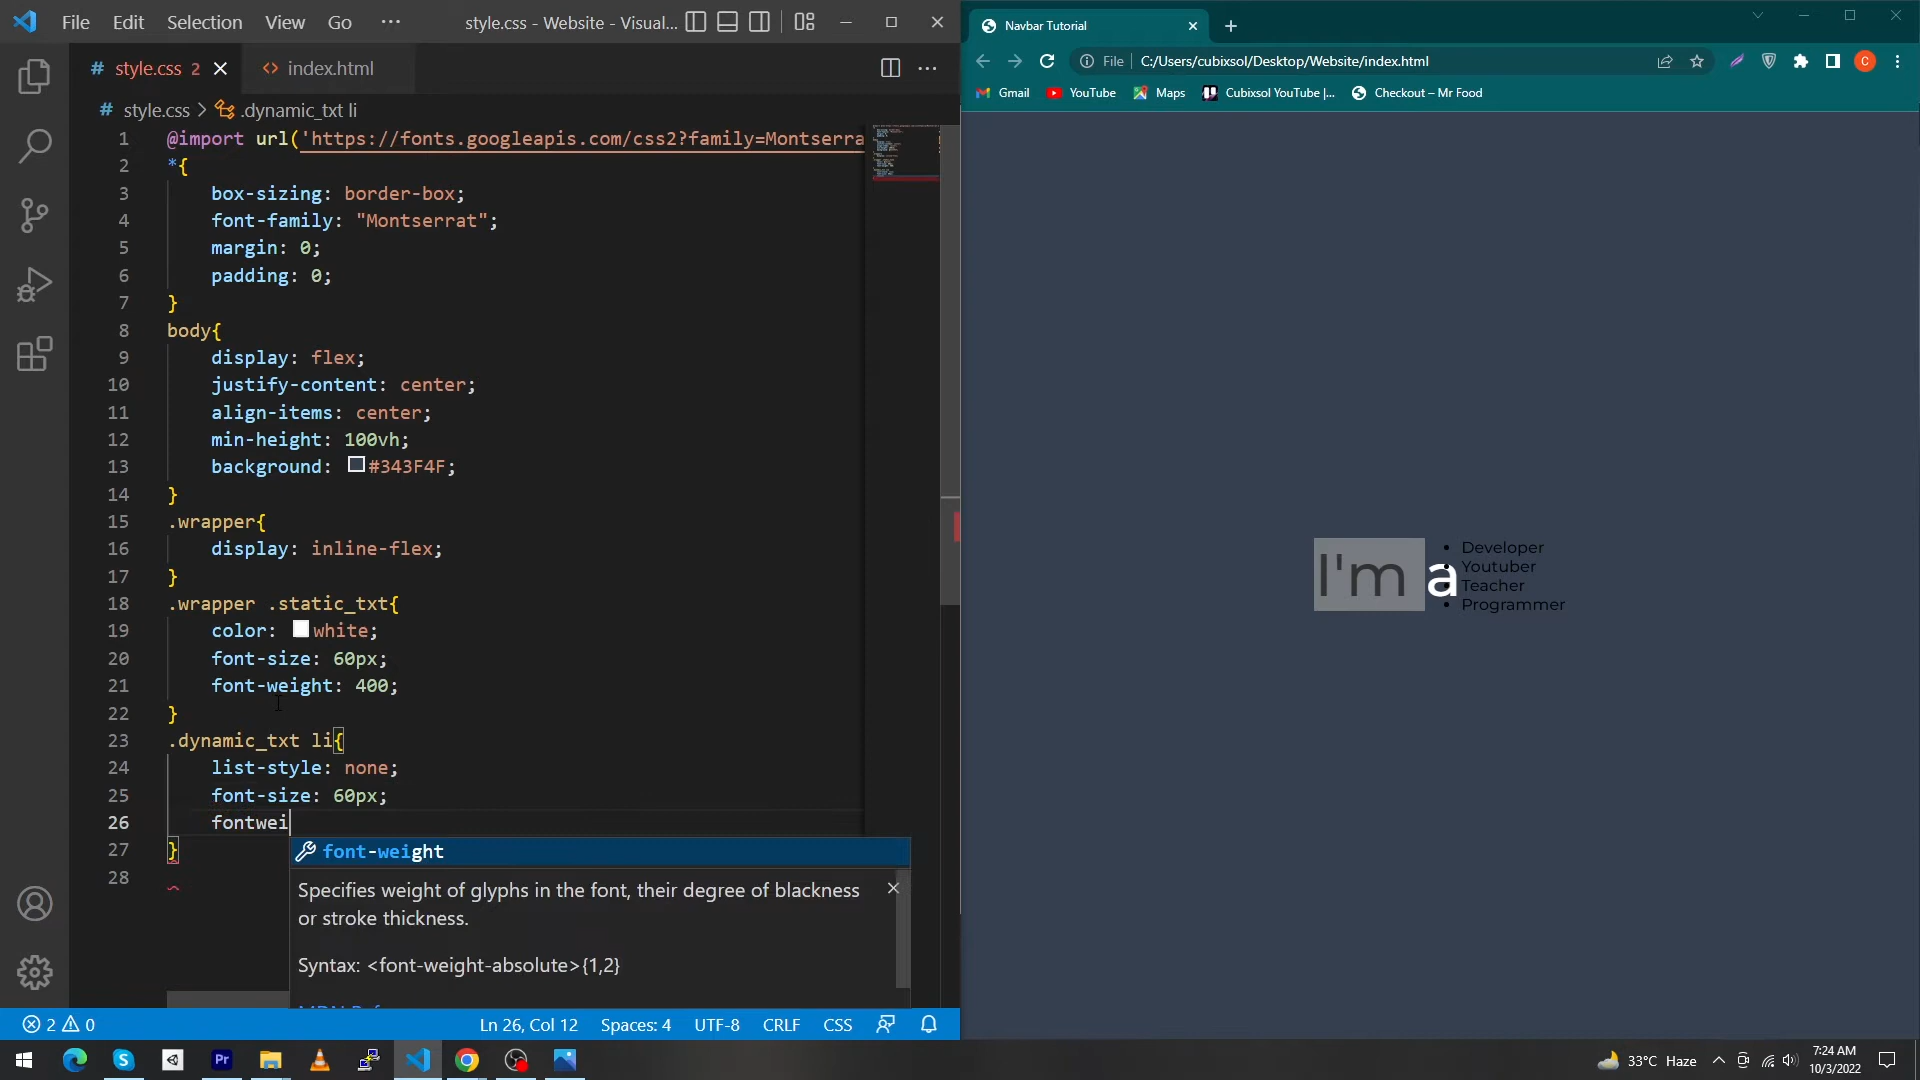 File Edit Selection View Go ···
style.css - Website - Visual...
# style.css 2
<> index.html
# style.css > .dynamic_txt li
1 @import url('https://fonts.googleapis.com/css2?family=Montserra
2 *{
3 box-sizing: border-box;
4 font-family: "Montserrat";
5 margin: 0;
6 padding: 0;
7 }
8 body{
9 display: flex;
10 justify-content: center;
11 align-items: center;
12 min-height: 100vh;
13 background: #343F4F;
14 }
15 .wrapper{
16 display: inline-flex;
17 }
18 .wrapper .static_txt{
19 color: white;
20 font-size: 60px;
21 font-weight: 400;
22 }
23 .dynamic_txt li{
24 list-style: none;
25 font-size: 60px;
26 fontwei
27 }
28
font-weight
Specifies weight of glyphs in the font, their degree of blackness
or stroke thickness.
Syntax: <font-weight-absolute>{1,2}
2 0
Ln 26, Col 12 Spaces: 4 UTF-8 CRLF CSS
Navbar Tutorial
File C:/Users/cubixsol/Desktop/Website/index.html
C
Gmail YouTube Maps Cubixsol YouTube |... Checkout – Mr Food
I'm a
Developer
Youtuber
Teacher
Programmer
Pr
33°C Haze
7:24 AM
10/3/2022